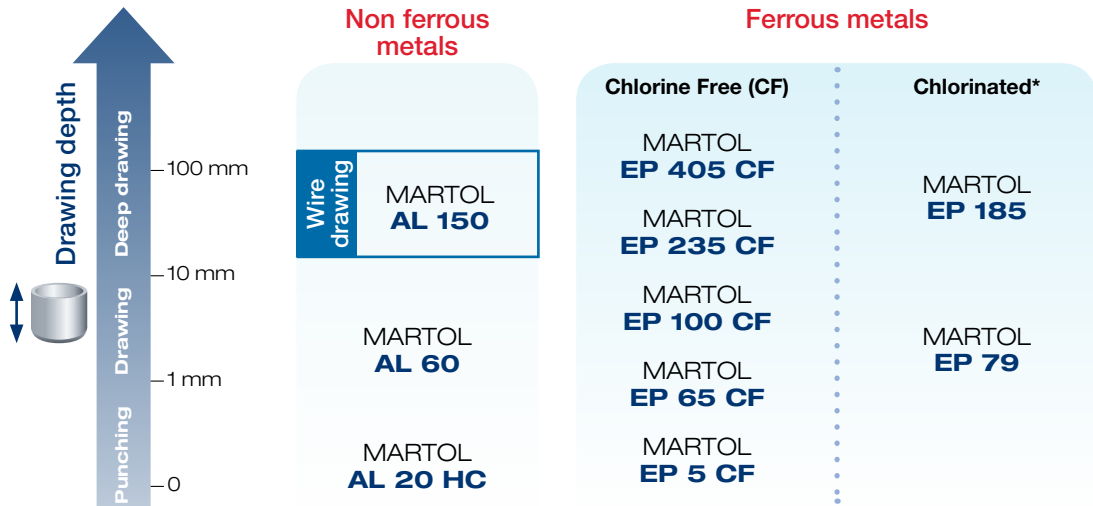 Drawing depth
Punching
Drawing
Deep drawing
100 mm
10 mm
1 mm
0
Non ferrous
metals
Wire
drawing
MARTOL
AL 150
MARTOL
AL 60
MARTOL
AL 20 HC
Ferrous metals
Chlorine Free (CF)
MARTOL
EP 405 CF
MARTOL
EP 235 CF
MARTOL
EP 100 CF
MARTOL
EP 65 CF
MARTOL
EP 5 CF
Chlorinated*
MARTOL
EP 185
MARTOL
EP 79